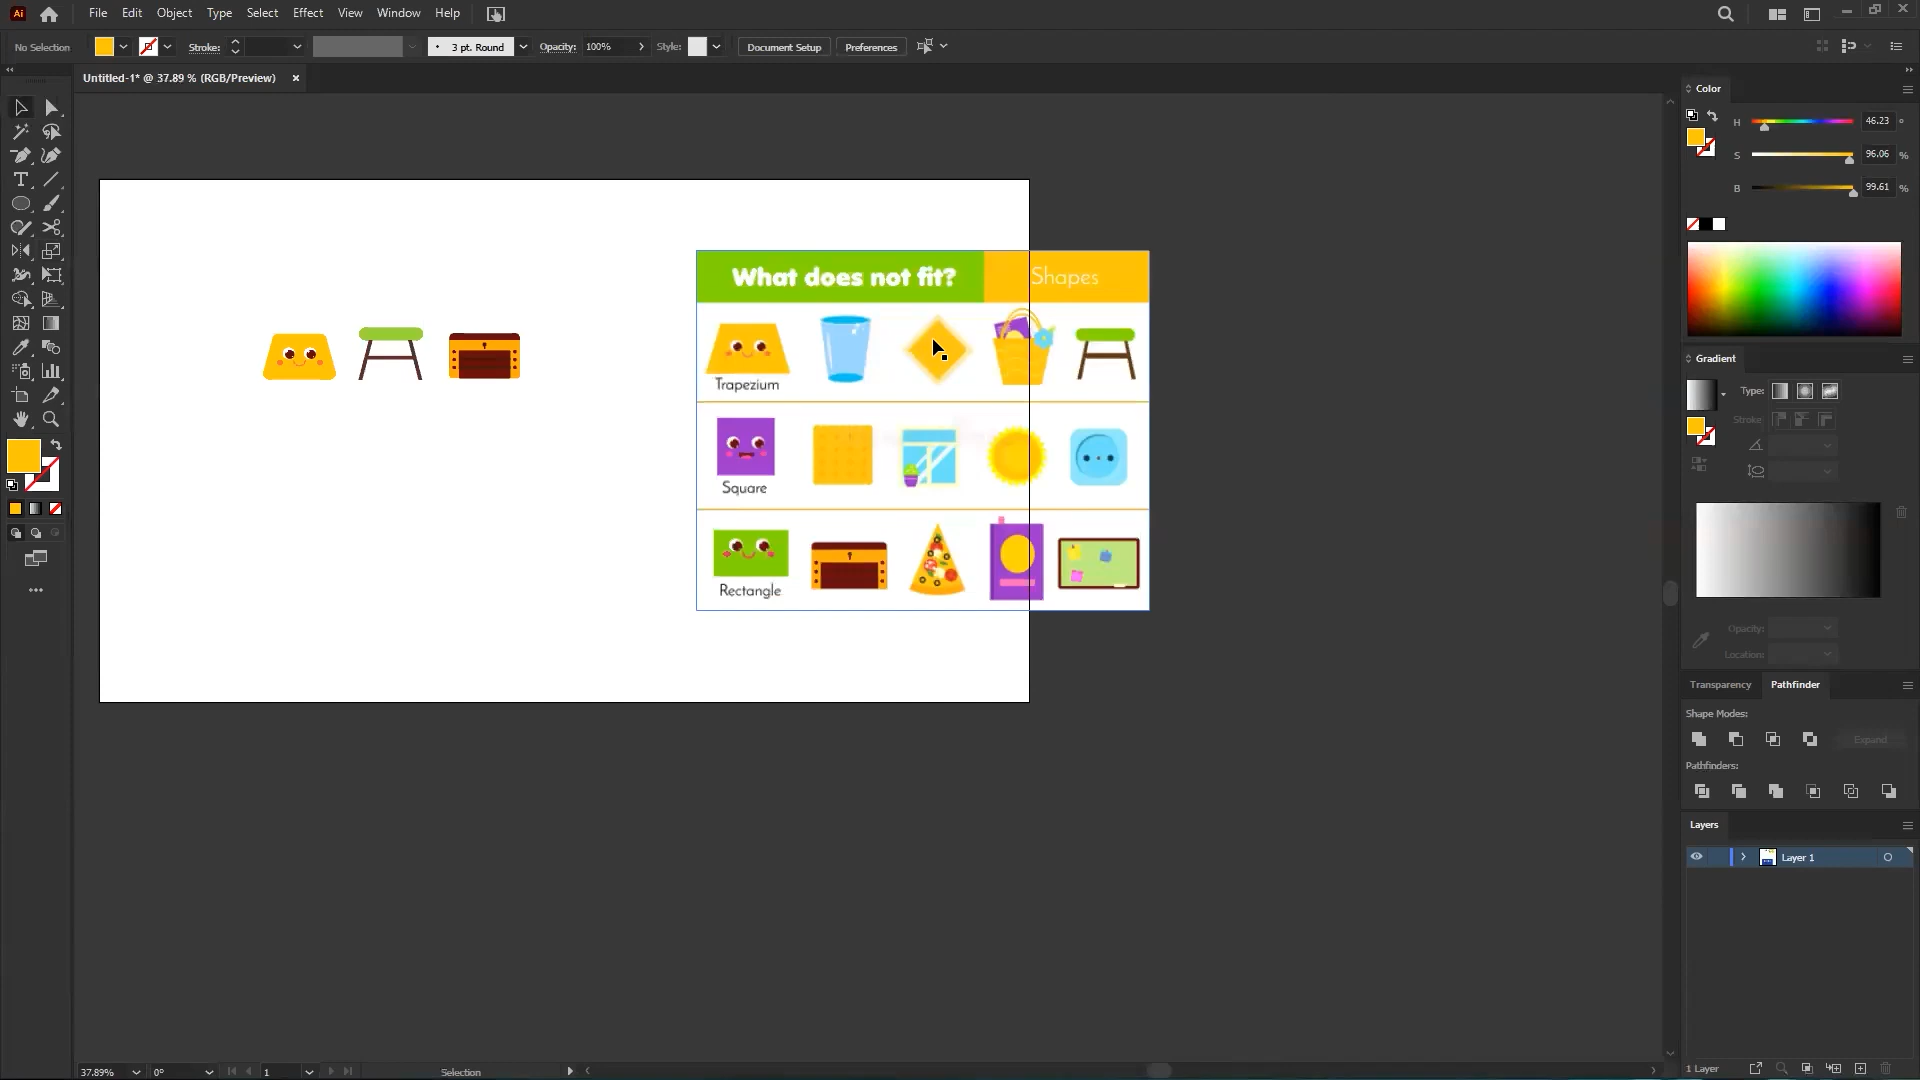 Ai File Edit Object Type Select Effect View Window Help
No Selection Stroke: 3 pt. Round Opacity: 100% Style: Document Setup Preferences
Untitled-1* @ 37.89 % (RGB/Preview)
Color
H 46.23 °
S 96.06 %
B 99.61 %
What does not fit? Shapes
Trapezium
Square
Rectangle
Gradient
Type:
Stroke:
Opacity:
Location:
Transparency Pathfinder
Shape Modes:
Expand
Pathfinders:
Layers
Layer 1
1 Layer
37.89% 0° 1 Selection